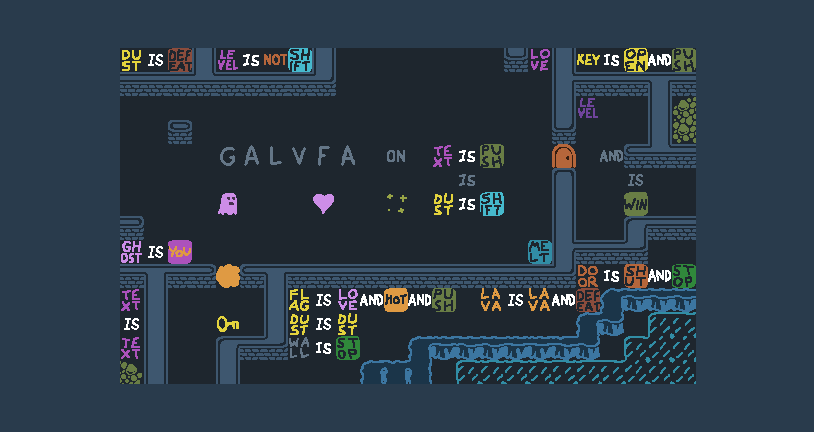 DUST IS DEFEAT LEVEL IS NOT SHIFT LOVE KEY IS OPEN AND PUSH
LEVEL
GALVFA ON TEXT IS PUSH AND
IS IS
DUST IS SHIFT WIN
GHOST IS YOU MELT
DOOR IS SHUT AND STOP
TEXT FLAG IS LOVE AND HOT AND PUSH LAVA IS LAVA AND DEFEAT
IS DUST IS DUST
TEXT WALL IS STOP